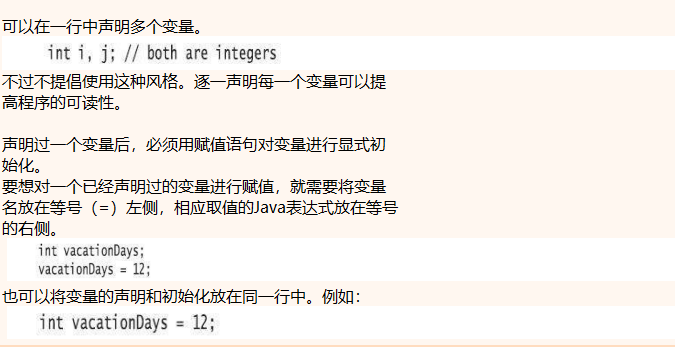 可以在一行中声明多个变量。
int i, j; // both are integers
不过不提倡使用这种风格。逐一声明每一个变量可以提
高程序的可读性。
声明过一个变量后，必须用赋值语句对变量进行显式初
始化。
要想对一个已经声明过的变量进行赋值，就需要将变量
名放在等号（=）左侧，相应取值的Java表达式放在等号
的右侧。
int vacationDays;
vacationDays = 12;
也可以将变量的声明和初始化放在同一行中。例如：
int vacationDays = 12;